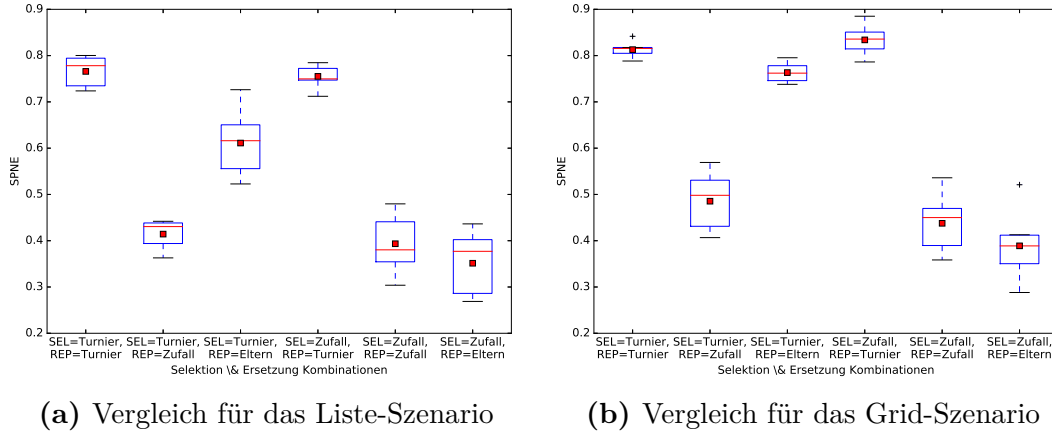 0.9
0.8
0.7
0.6
0.5
0.4
0.3
0.2
SPNE
SEL=Turnier, REP=Turnier
SEL=Turnier, REP=Zufall
SEL=Turnier, REP=Eltern
SEL=Zufall, REP=Turnier
SEL=Zufall, REP=Zufall
SEL=Zufall, REP=Eltern
Selektion \& Ersetzung Kombinationen
(a) Vergleich für das Liste-Szenario
0.9
0.8
0.7
0.6
0.5
0.4
0.3
0.2
SPNE
SEL=Turnier, REP=Turnier
SEL=Turnier, REP=Zufall
SEL=Turnier, REP=Eltern
SEL=Zufall, REP=Turnier
SEL=Zufall, REP=Zufall
SEL=Zufall, REP=Eltern
Selektion \& Ersetzung Kombinationen
(b) Vergleich für das Grid-Szenario